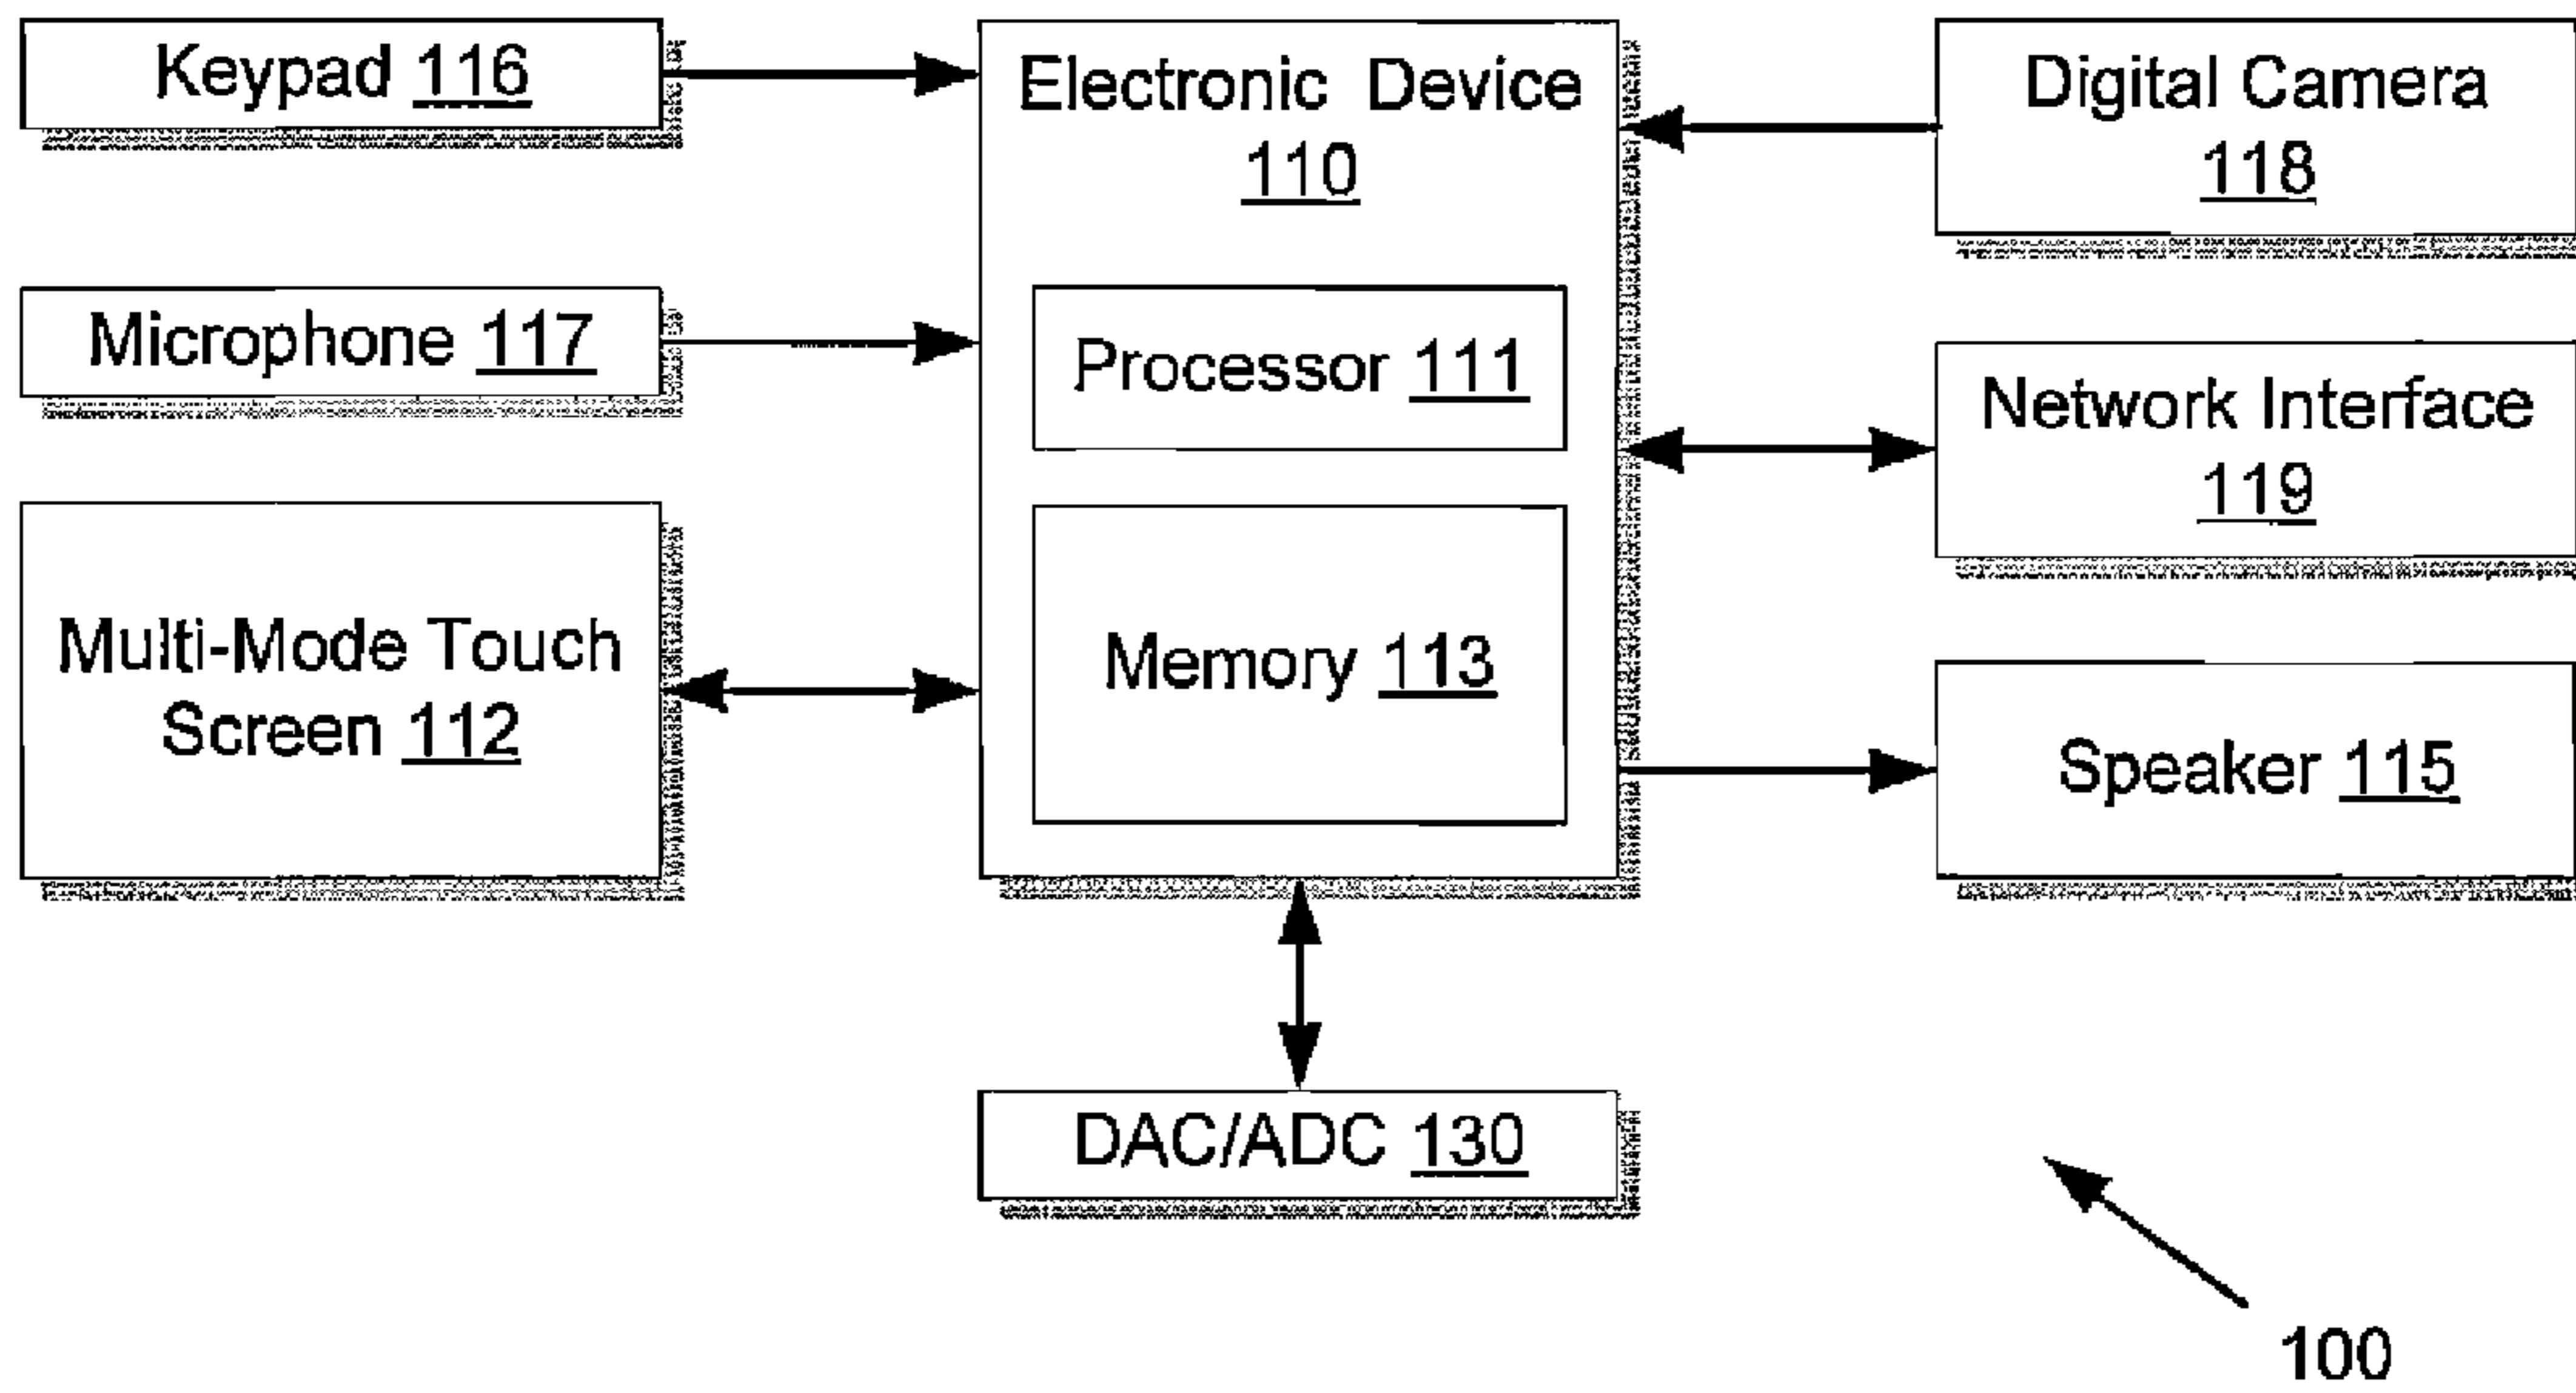 Keypad 116
Microphone 117
Multi-Mode Touch
Screen 112
Electronic Device
110
Processor 111
Memory 113
DAC/ADC 130
Digital Camera
118
Network Interface
119
Speaker 115
100